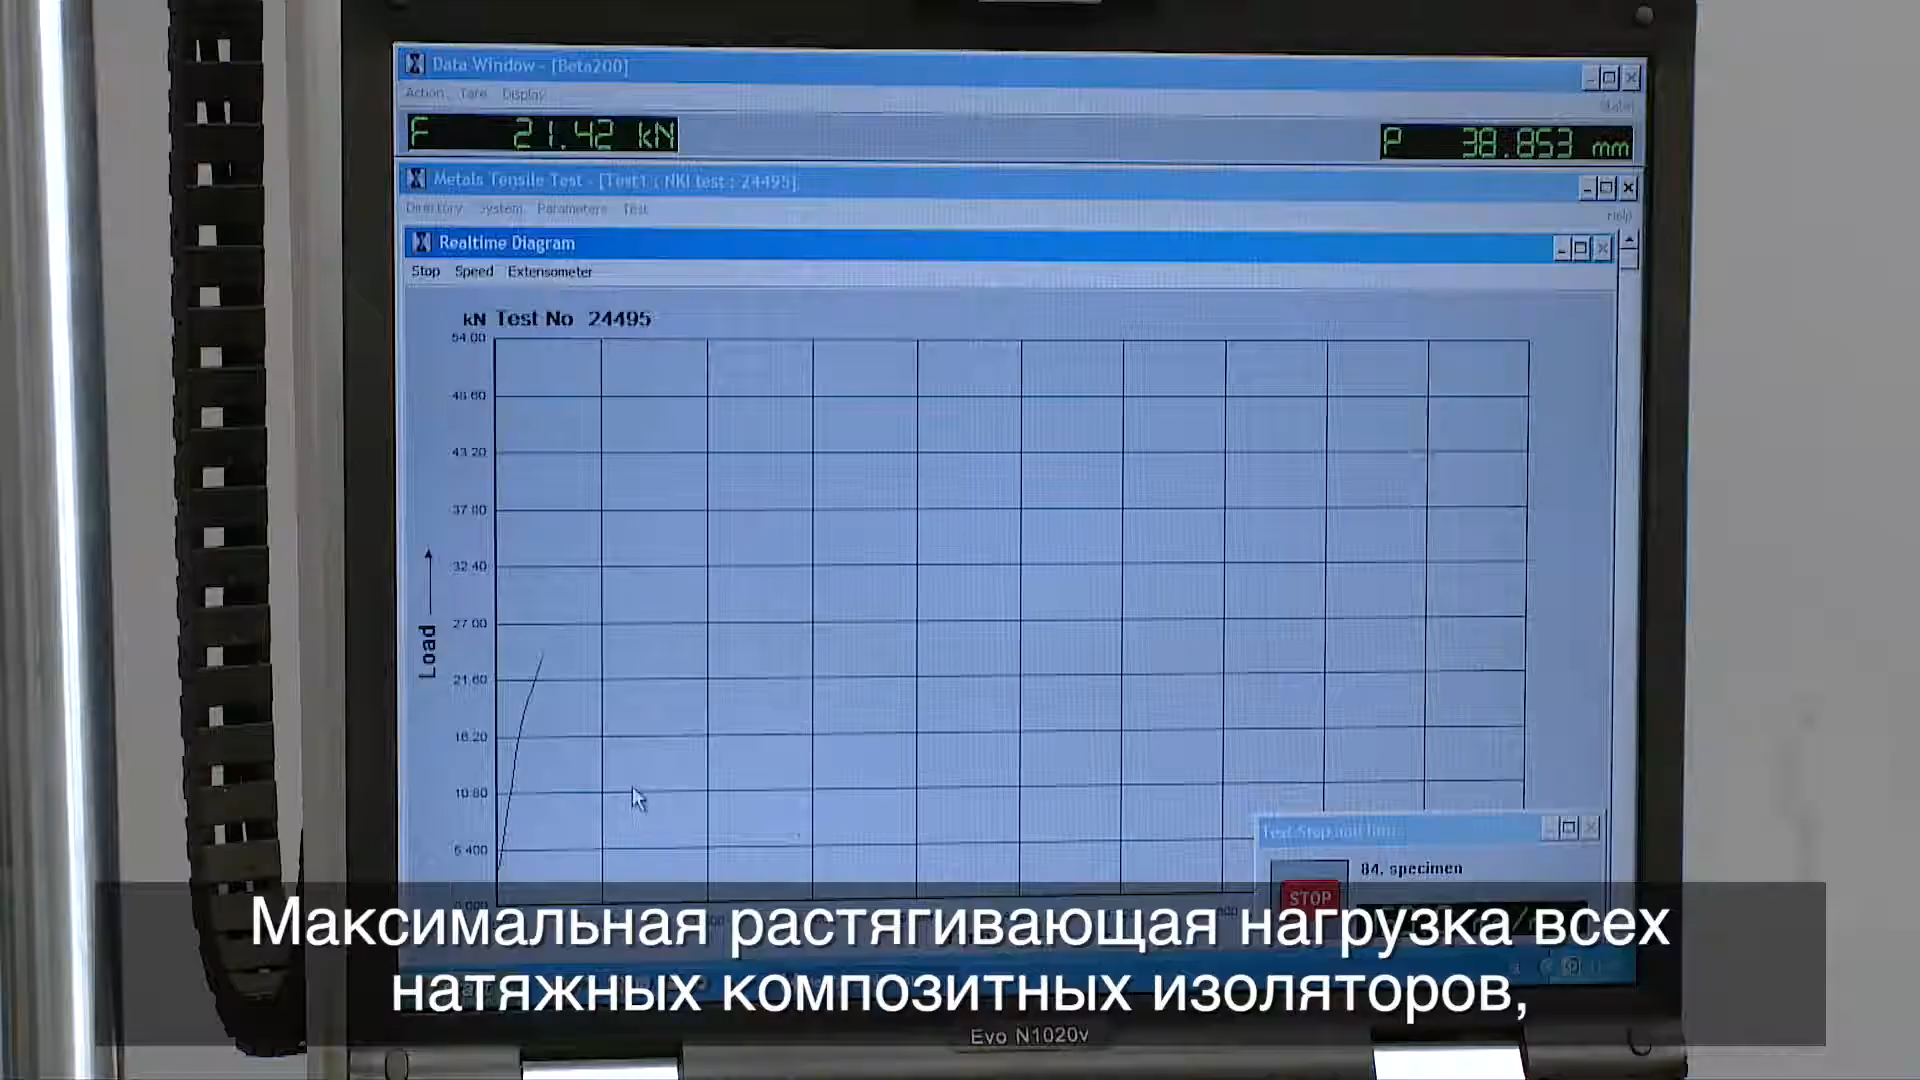 Data Window - [Beta200]
Action Tare Display
F 21.42 kN
P 38.853 mm
Metals Tensile Test - [Test1 : NKI test : 24495]
Directory System Parameters Test
Help
Realtime Diagram
Stop Speed Extensometer
kN Test No 24495
54.00
48.60
43.20
37.80
32.40
27.00
21.60
16.20
10.80
5.400
0.000
Load
84. specimen
STOP
Максимальная растягивающая нагрузка всех
натяжных композитных изоляторов,
Evo N1020v